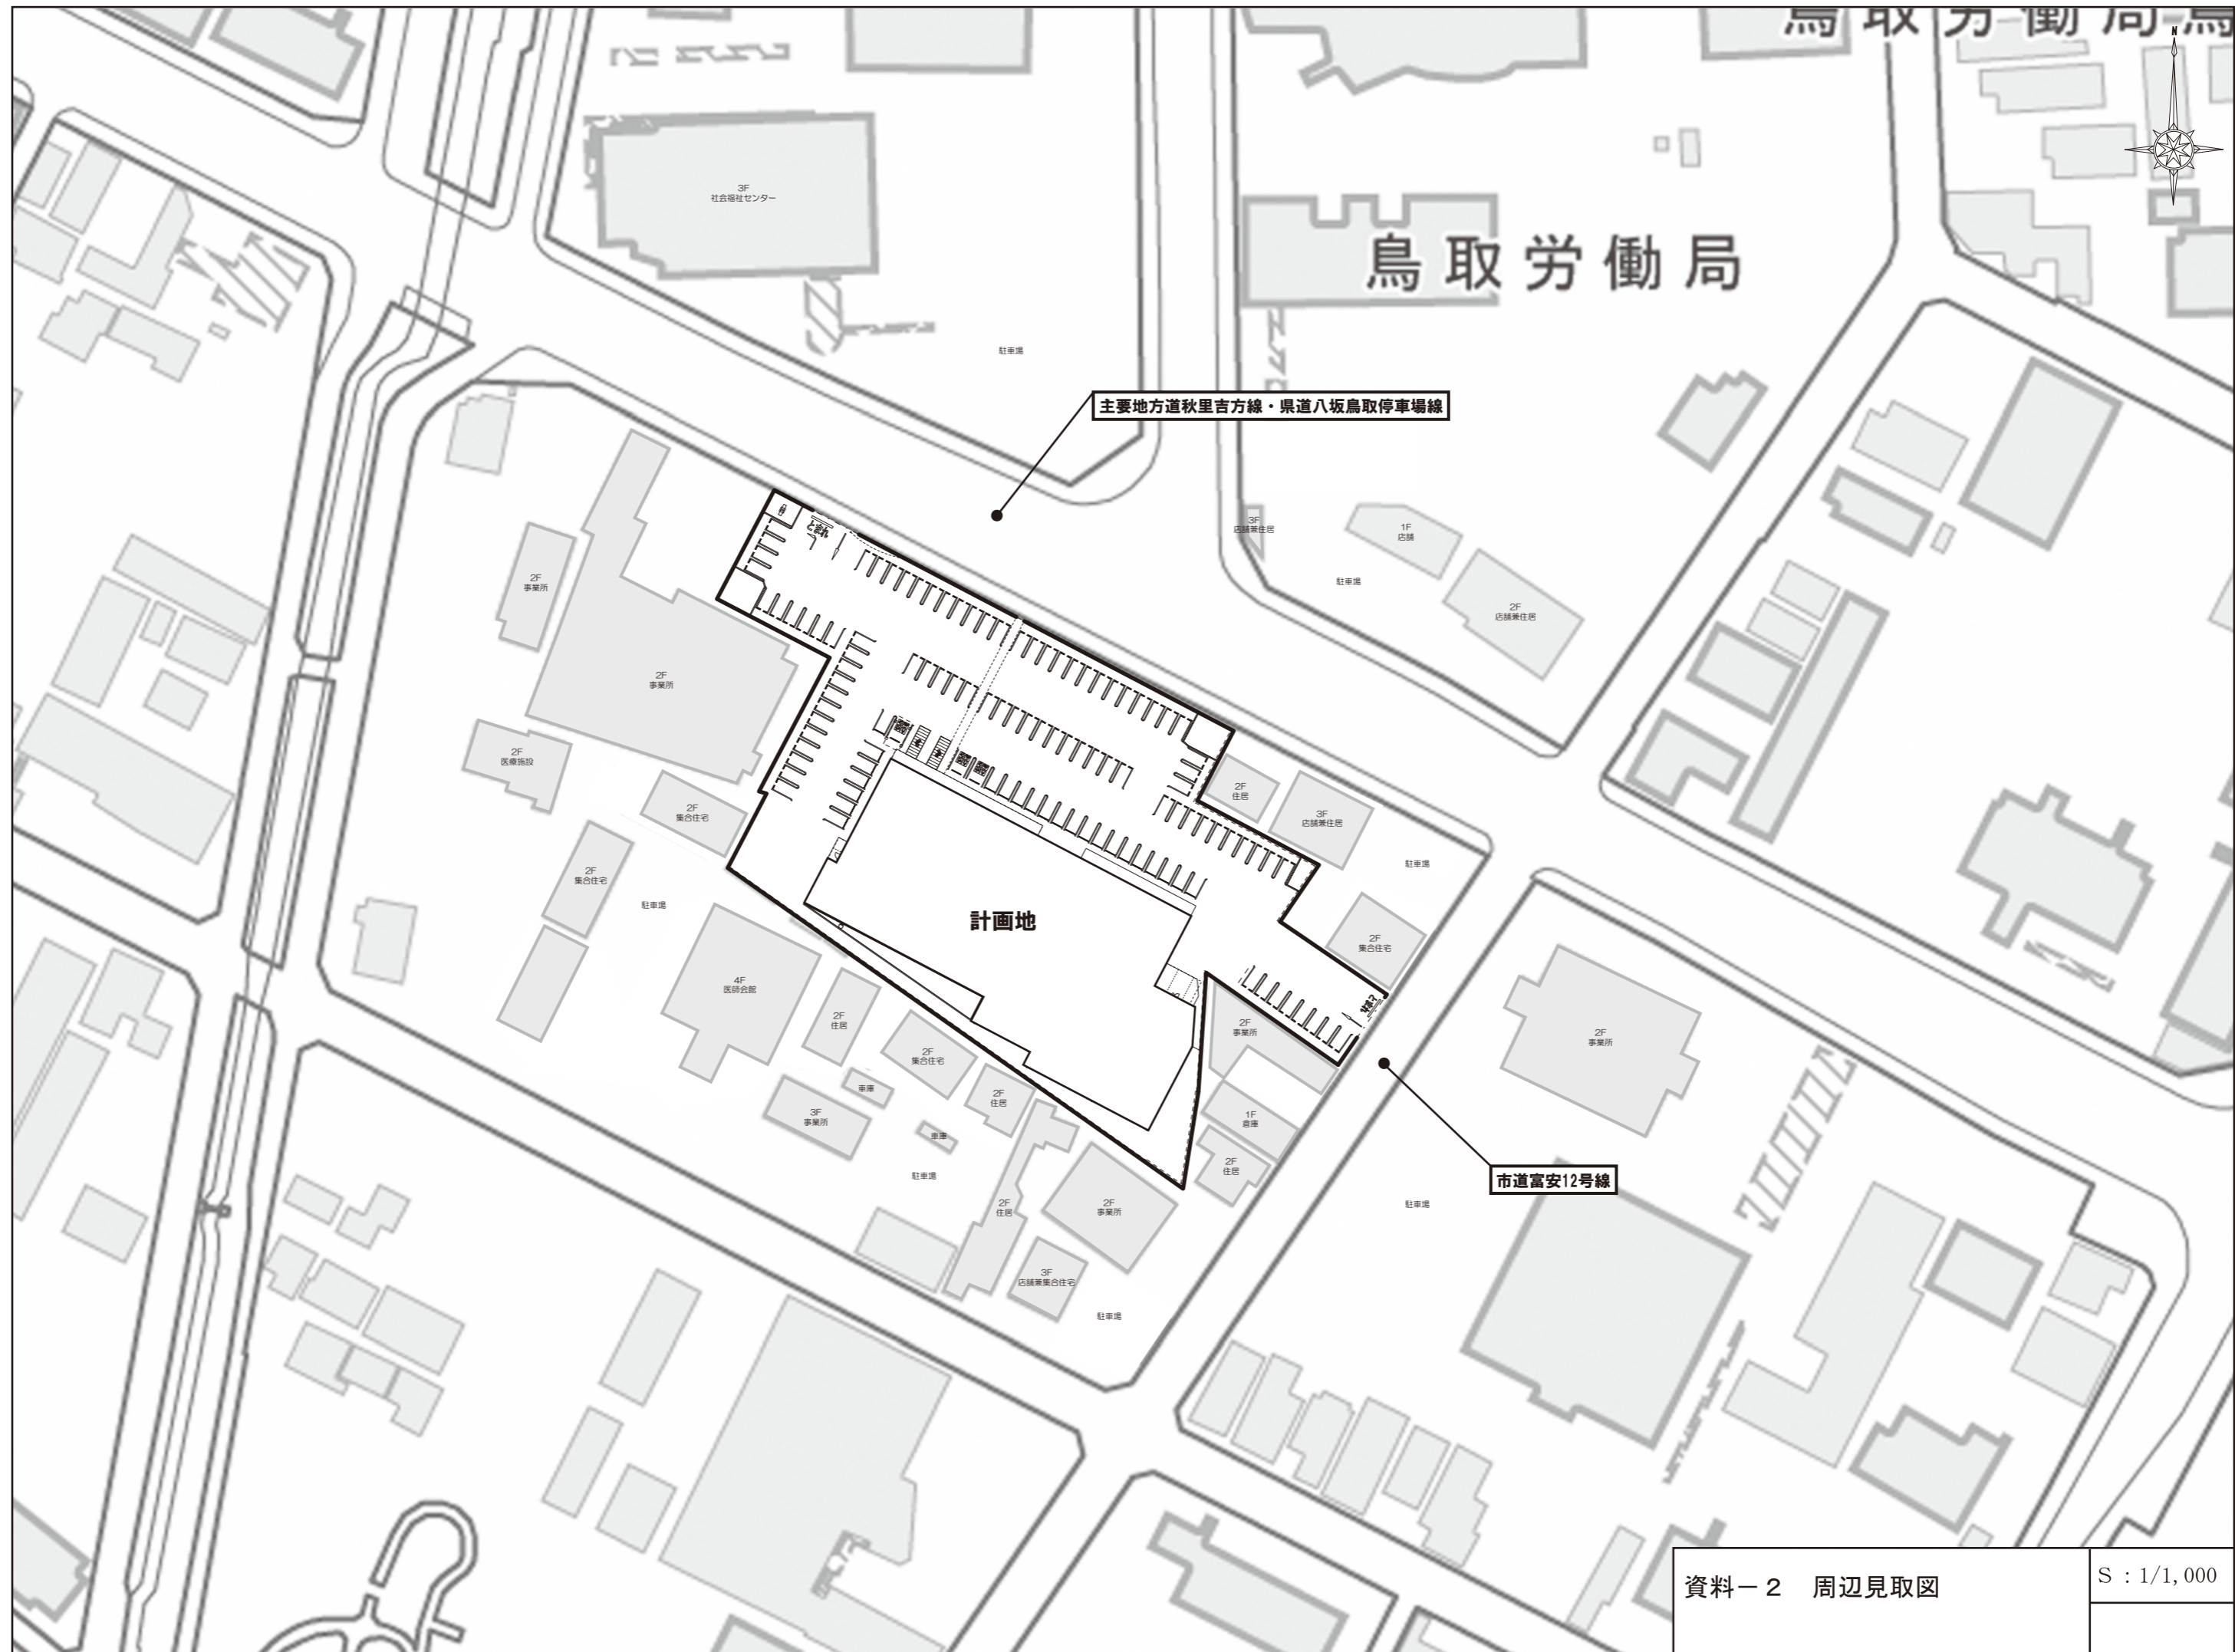 鳥取労働局鳥
N
3F
社会福祉センター
鳥取労働局
駐車場
主要地方道秋里吉方線・県道八坂鳥取停車場線
3F
店舗兼住居
1F
店舗
駐車場
2F
店舗兼住居
2F
事業所
2F
事業所
2F
医療施設
2F
集合住宅
2F
住居
3F
店舗兼住居
駐車場
2F
集合住宅
駐車場
計画地
2F
集合住宅
4F
医師会館
2F
住居
2F
集合住宅
車庫
2F
住居
3F
事業所
車庫
駐車場
2F
事業所
2F
事業所
1F
倉庫
2F
住居
市道富安12号線
駐車場
2F
住居
2F
事業所
3F
店舗兼集合住宅
駐車場
資料－2　周辺見取図
S：1/1,000